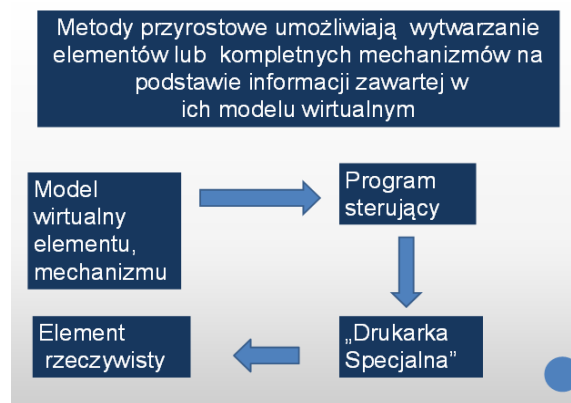 Metody przyrostowe umożliwiają wytwarzanie
elementów lub kompletnych mechanizmów na
podstawie informacji zawartej w
ich modelu wirtualnym
Model
wirtualny
elementu,
mechanizmu
Program
sterujący
Element
rzeczywisty
„Drukarka
Specjalna”